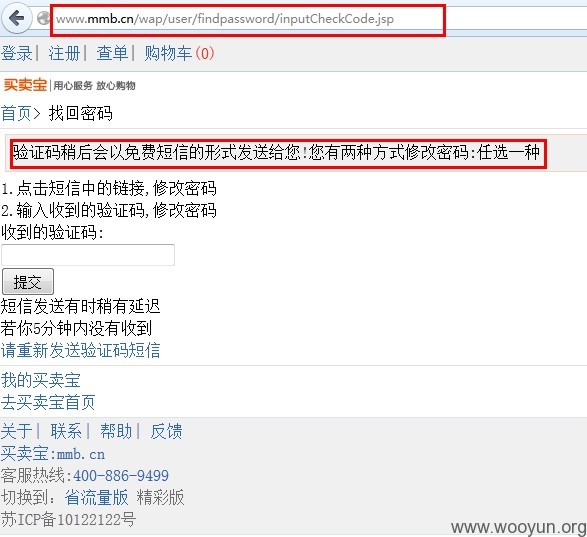 www.mmb.cn/wap/user/findpassword/inputCheckCode.jsp
登录| 注册| 查单| 购物车(0)
买卖宝 | 用心服务 放心购物
首页> 找回密码
验证码稍后会以免费短信的形式发送给您!您有两种方式修改密码:任选一种
1.点击短信中的链接,修改密码
2.输入收到的验证码,修改密码
收到的验证码:
提交
短信发送有时稍有延迟
若你5分钟内没有收到
请重新发送验证码短信
我的买卖宝
去买卖宝首页
关于| 联系| 帮助| 反馈
买卖宝:mmb.cn
客服热线:400-886-9499
切换到: 省流量版 精彩版
苏ICP备10122122号
www.wooyun.org